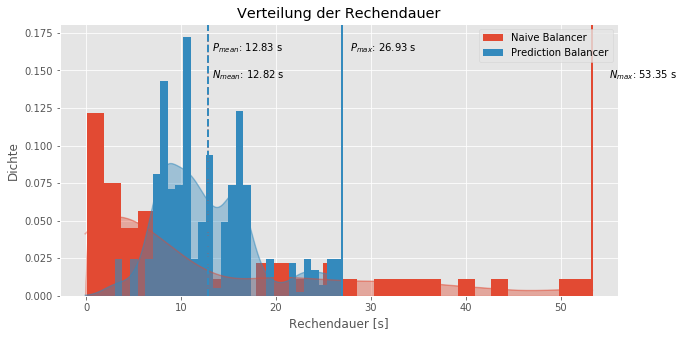 Verteilung der Rechendauer
Naive Balancer
Prediction Balancer
P_mean: 12.83 s
P_max: 26.93 s
N_mean: 12.82 s
N_max: 53.35 s
Dichte
0.175
0.150
0.125
0.100
0.075
0.050
0.025
0.000
0 10 20 30 40 50
Rechendauer [s]